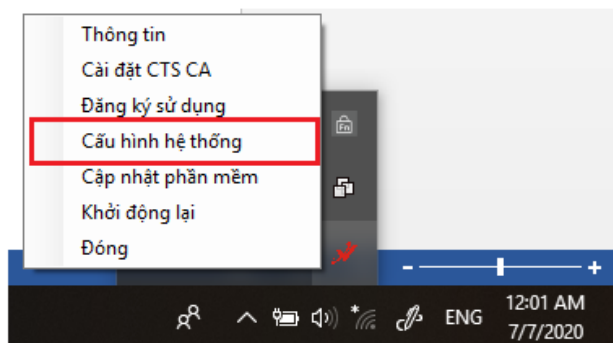 Thông tin
Cài đặt CTS CA
Đăng ký sử dụng
Cấu hình hệ thống
Cập nhật phần mềm
Khởi động lại
Đóng
Fn
ENG
12:01 AM
7/7/2020